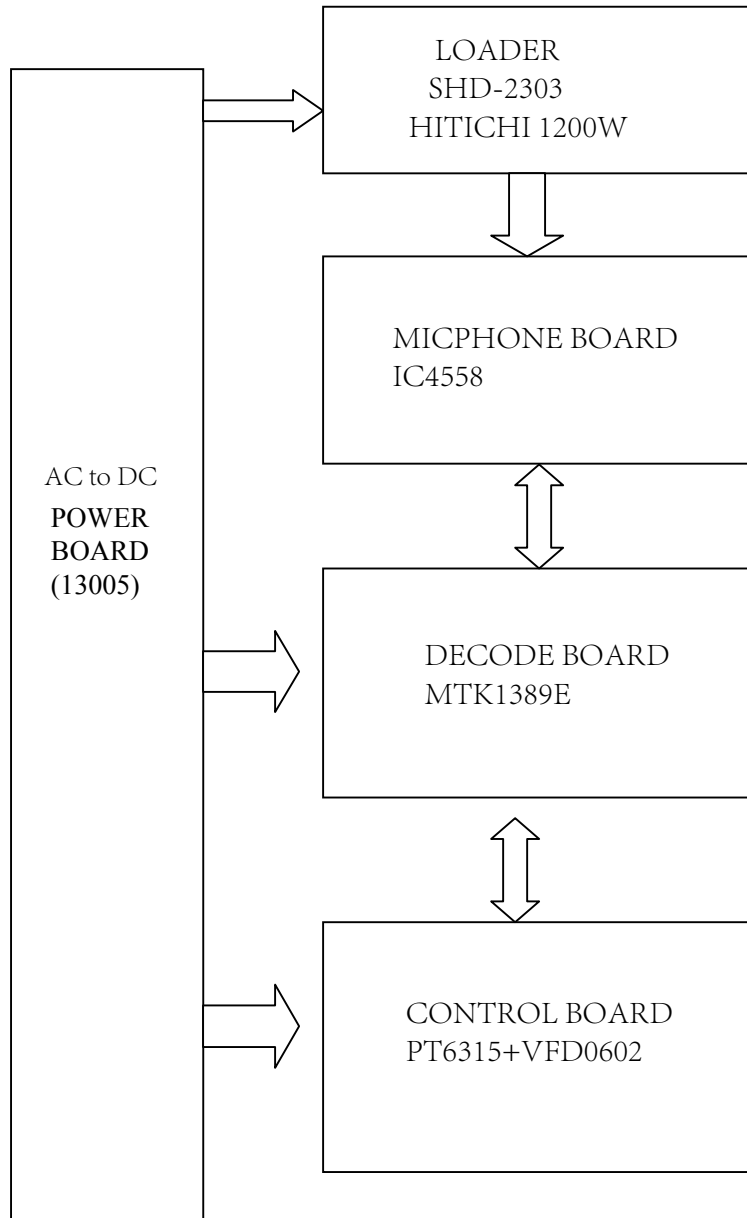 LOADER
SHD-2303
HITICHI 1200W
MICPHONE BOARD
IC4558
AC to DC
POWER
BOARD
(13005)
DECODE BOARD
MTK1389E
CONTROL BOARD
PT6315+VFD0602